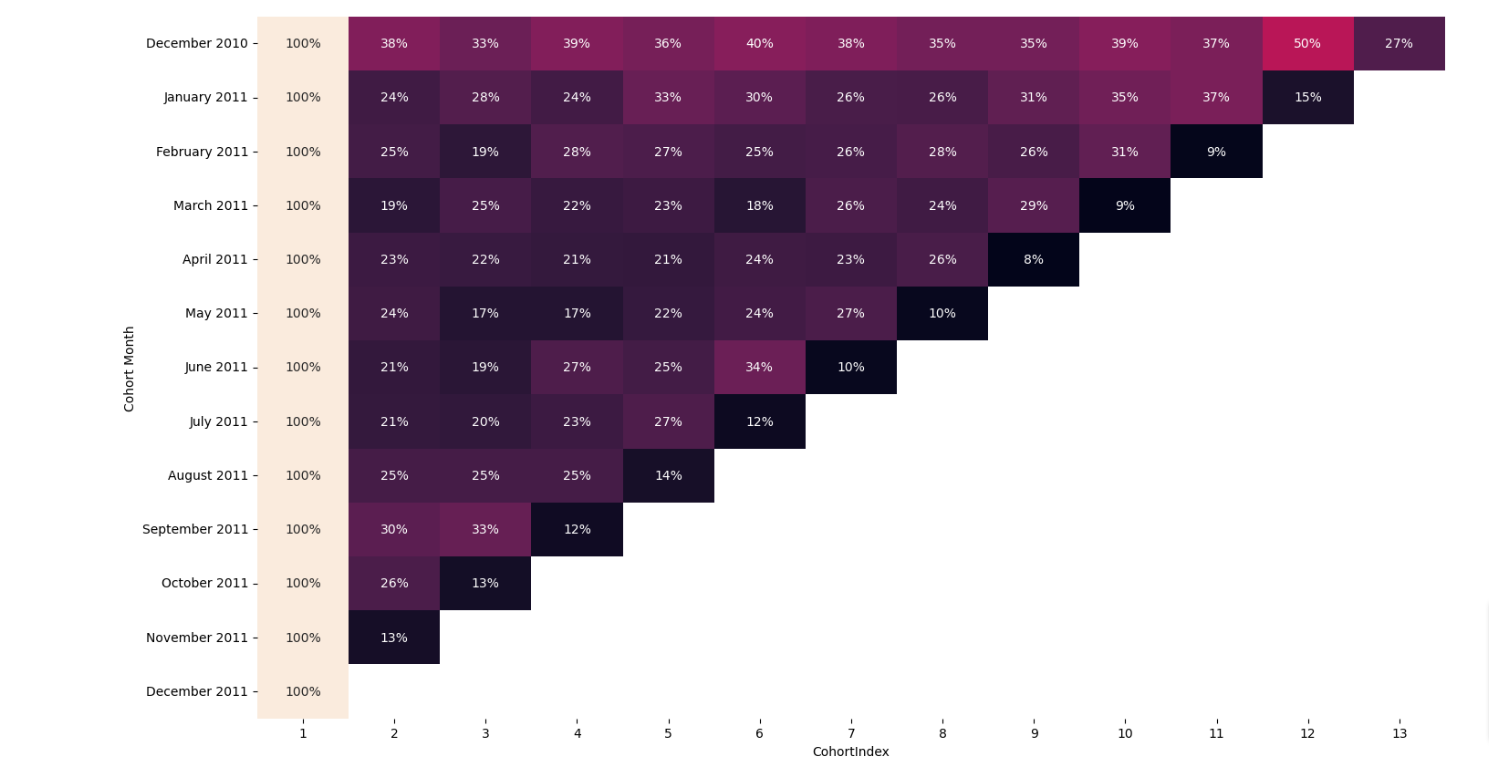 December 2010 100% 38% 33% 39% 36% 40% 38% 35% 35% 39% 37% 50% 27%
January 2011 100% 24% 28% 24% 33% 30% 26% 26% 31% 35% 37% 15%
February 2011 100% 25% 19% 28% 27% 25% 26% 28% 26% 31% 9%
March 2011 100% 19% 25% 22% 23% 18% 26% 24% 29% 9%
April 2011 100% 23% 22% 21% 21% 24% 23% 26% 8%
May 2011 100% 24% 17% 17% 22% 24% 27% 10%
June 2011 100% 21% 19% 27% 25% 34% 10%
July 2011 100% 21% 20% 23% 27% 12%
August 2011 100% 25% 25% 25% 14%
September 2011 100% 30% 33% 12%
October 2011 100% 26% 13%
November 2011 100% 13%
December 2011 100%
Cohort Month
1 2 3 4 5 6 7 8 9 10 11 12 13
CohortIndex